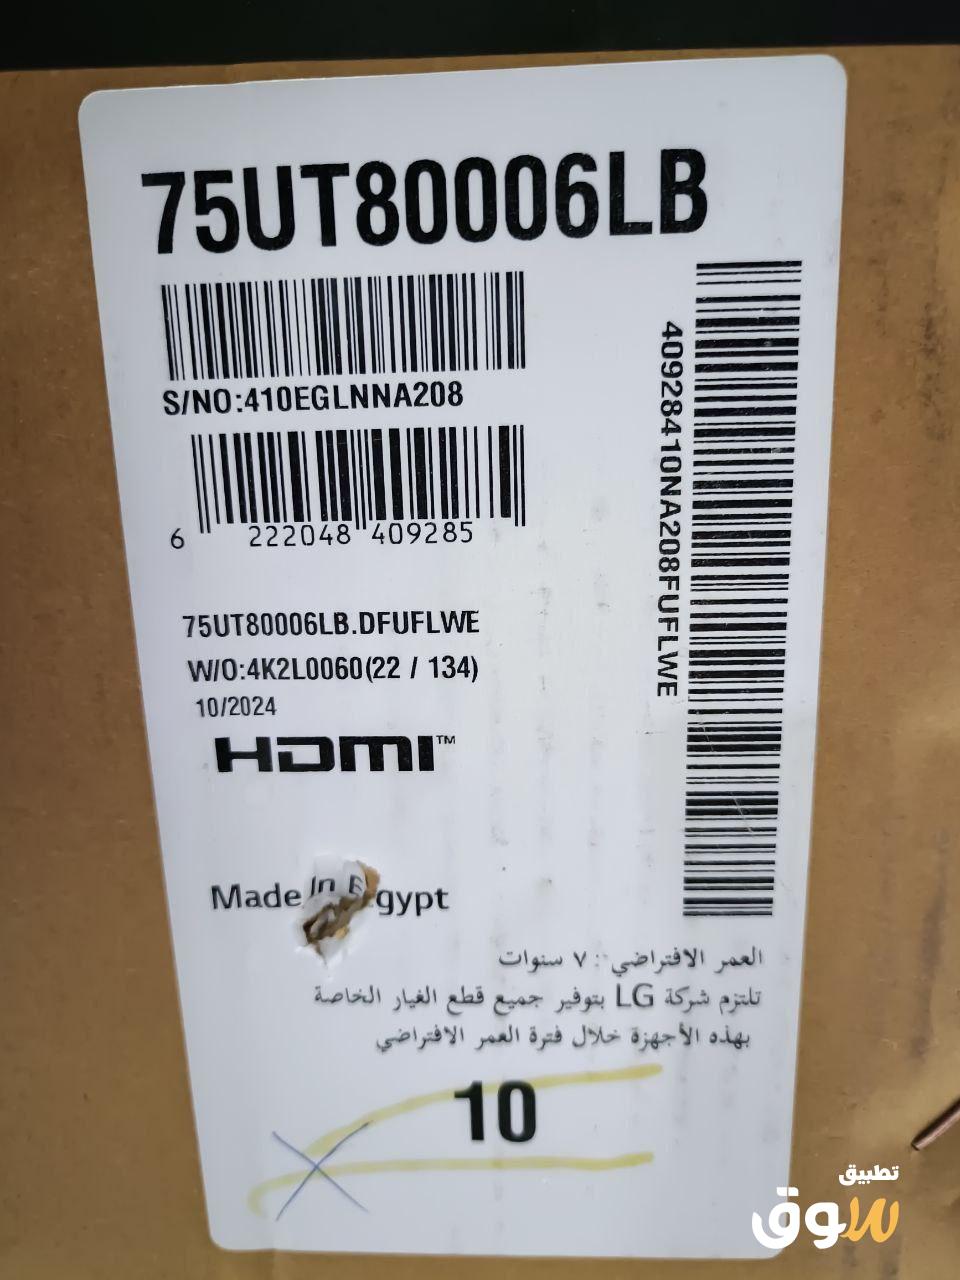 75UT80006LB
S/NO:410EGLNNA208
6 222048 409285
40928410NA208FUFLWE
75UT80006LB.DFUFLWE
W/O:4K2L0060(22 / 134)
10/2024
HDMI™
Made In Egypt
العمر الافتراضي : ٧ سنوات
تلتزم شركة LG بتوفير جميع قطع الغيار الخاصة
بهذه الأجهزة خلال فترة العمر الافتراضي
10
تطبيق
سوق